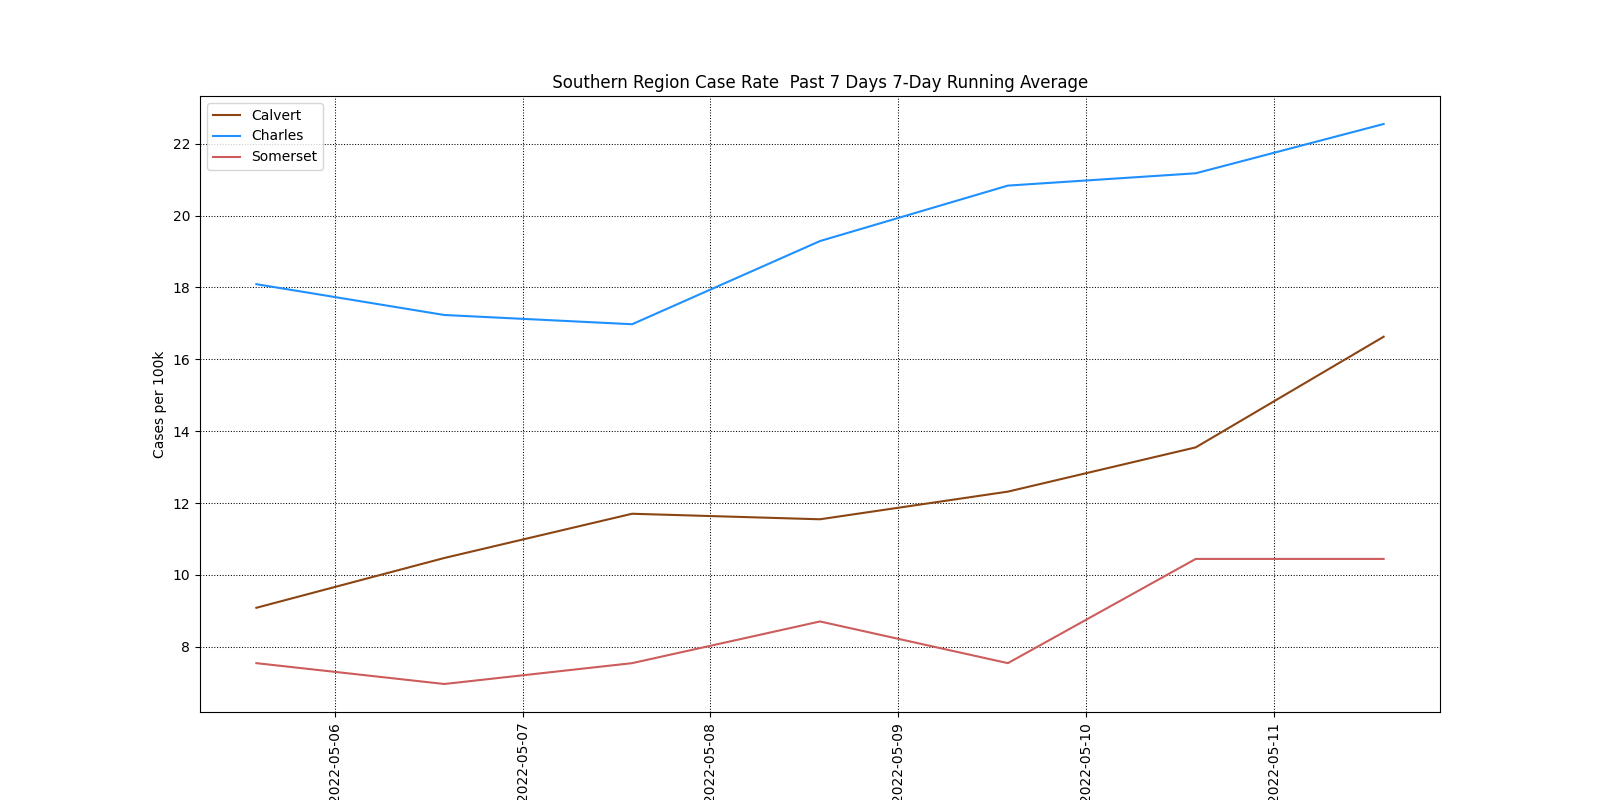 Southern Region Case Rate  Past 7 Days 7-Day Running Average
Calvert
Charles
Somerset
Cases per 100k
22
20
18
16
14
12
10
8
2022-05-06
2022-05-07
2022-05-08
2022-05-09
2022-05-10
2022-05-11